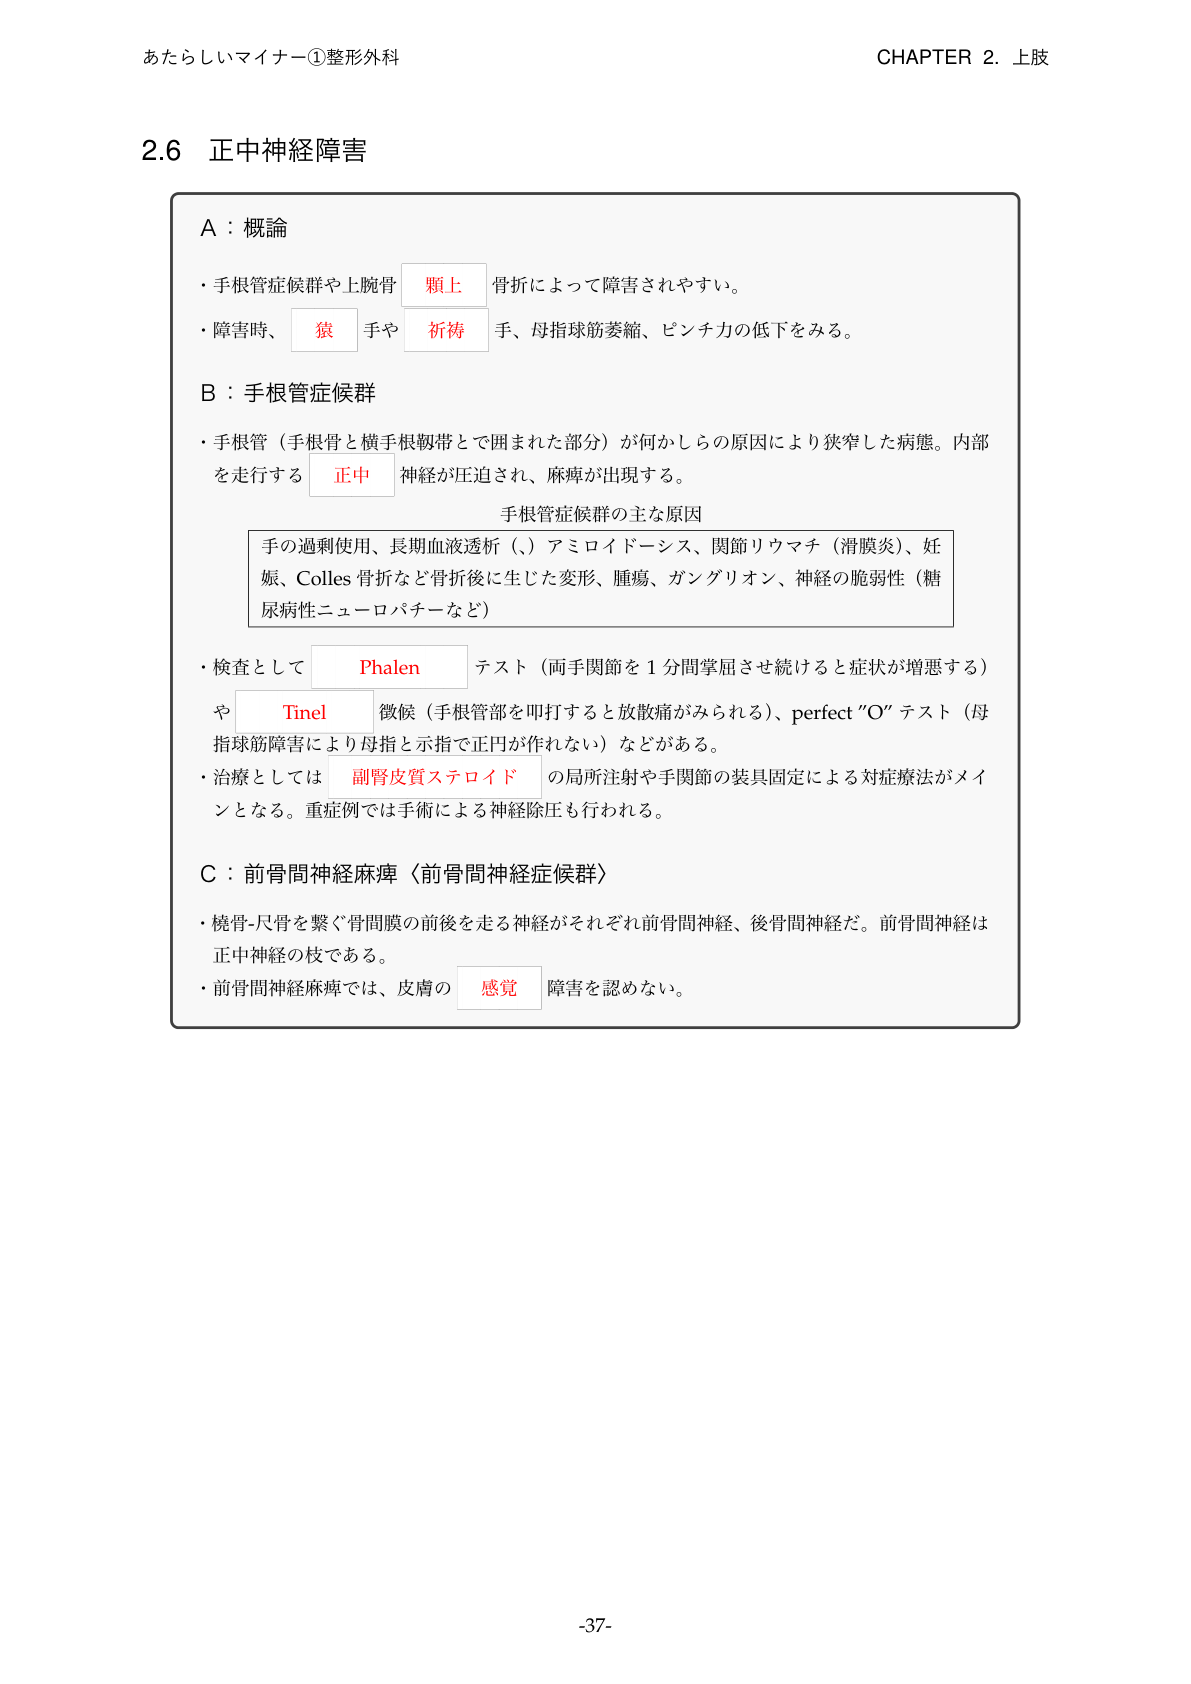 あたらしいマイナー①整形外科
CHAPTER 2. 上肢
2.6 正中神経障害
A：概論
・手根管症候群や上腕骨 顆上 骨折によって障害されやすい。
・障害時、 猿 手や 祈祷 手、母指球筋萎縮、ピンチ力の低下をみる。
B：手根管症候群
・手根管（手根骨と横手根靱帯とで囲まれた部分）が何かしらの原因により狭窄した病態。内部
を走行する 正中 神経が圧迫され、麻痺が出現する。
手根管症候群の主な原因
手の過剰使用、長期血液透析（、）アミロイドーシス、関節リウマチ（滑膜炎）、妊
娠、Colles 骨折など骨折後に生じた変形、腫瘍、ガングリオン、神経の脆弱性（糖
尿病性ニューロパチーなど）
・検査として Phalen テスト（両手関節を 1 分間掌屈させ続けると症状が増悪する）
や Tinel 徴候（手根管部を叩打すると放散痛がみられる）、perfect ″O″ テスト（母
指球筋障害により母指と示指で正円が作れない）などがある。
・治療としては 副腎皮質ステロイド の局所注射や手関節の装具固定による対症療法がメイ
ンとなる。重症例では手術による神経除圧も行われる。
C：前骨間神経麻痺〈前骨間神経症候群〉
・橈骨-尺骨を繋ぐ骨間膜の前後を走る神経がそれぞれ前骨間神経、後骨間神経だ。前骨間神経は
正中神経の枝である。
・前骨間神経麻痺では、皮膚の 感覚 障害を認めない。
-37-